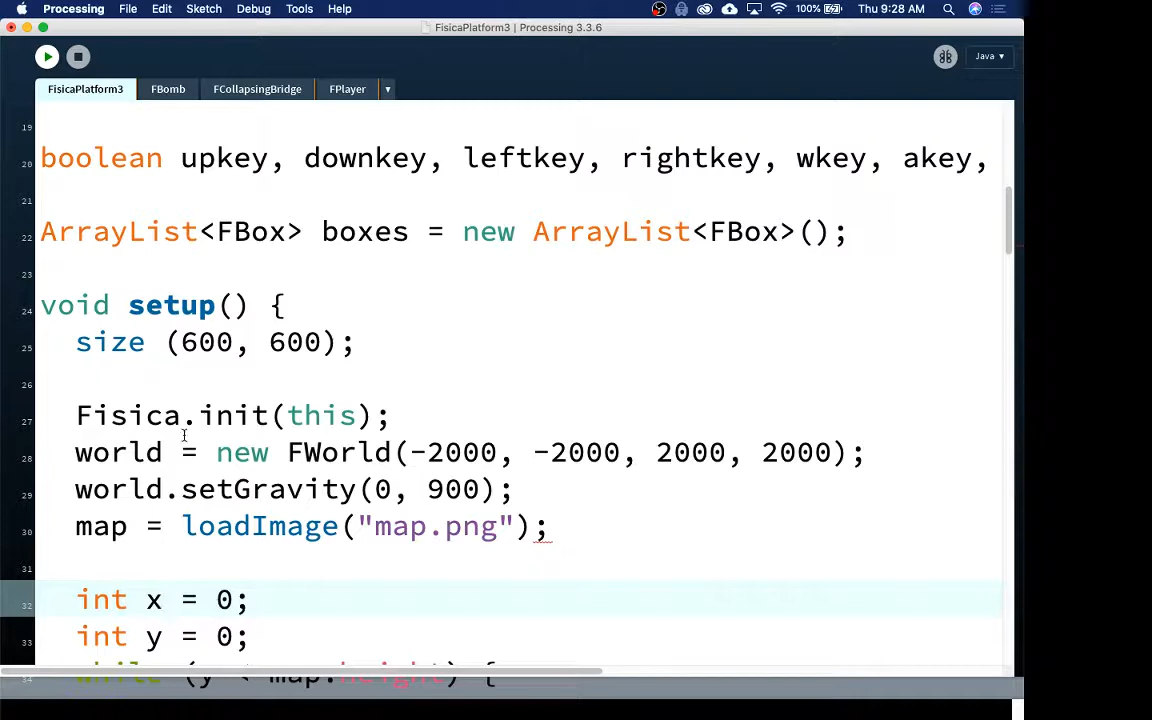 Processing File Edit Sketch Debug Tools Help 100% Thu 9:28 AM
FisicaPlatform3 | Processing 3.3.6
Java ▾
FisicaPlatform3 FBomb FCollapsingBridge FPlayer ▾
19
20 boolean upkey, downkey, leftkey, rightkey, wkey, akey,
21
22 ArrayList<FBox> boxes = new ArrayList<FBox>();
23
24 void setup() {
25 size (600, 600);
26
27 Fisica.init(this);
28 world = new FWorld(-2000, -2000, 2000, 2000);
29 world.setGravity(0, 900);
30 map = loadImage("map.png");
31
32 int x = 0;
33 int y = 0;
34 while (y < map.height) {